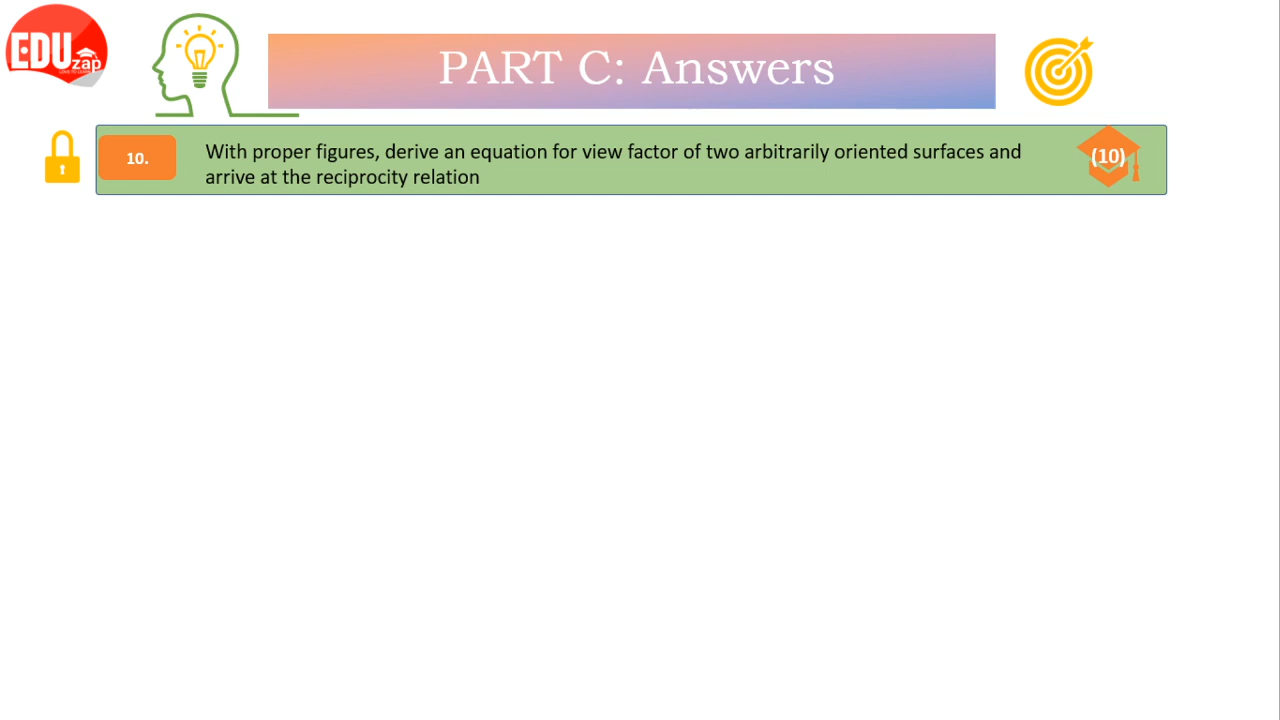 EDU
zap
PART C: Answers
10.
With proper figures, derive an equation for view factor of two arbitrarily oriented surfaces and
arrive at the reciprocity relation
(10)